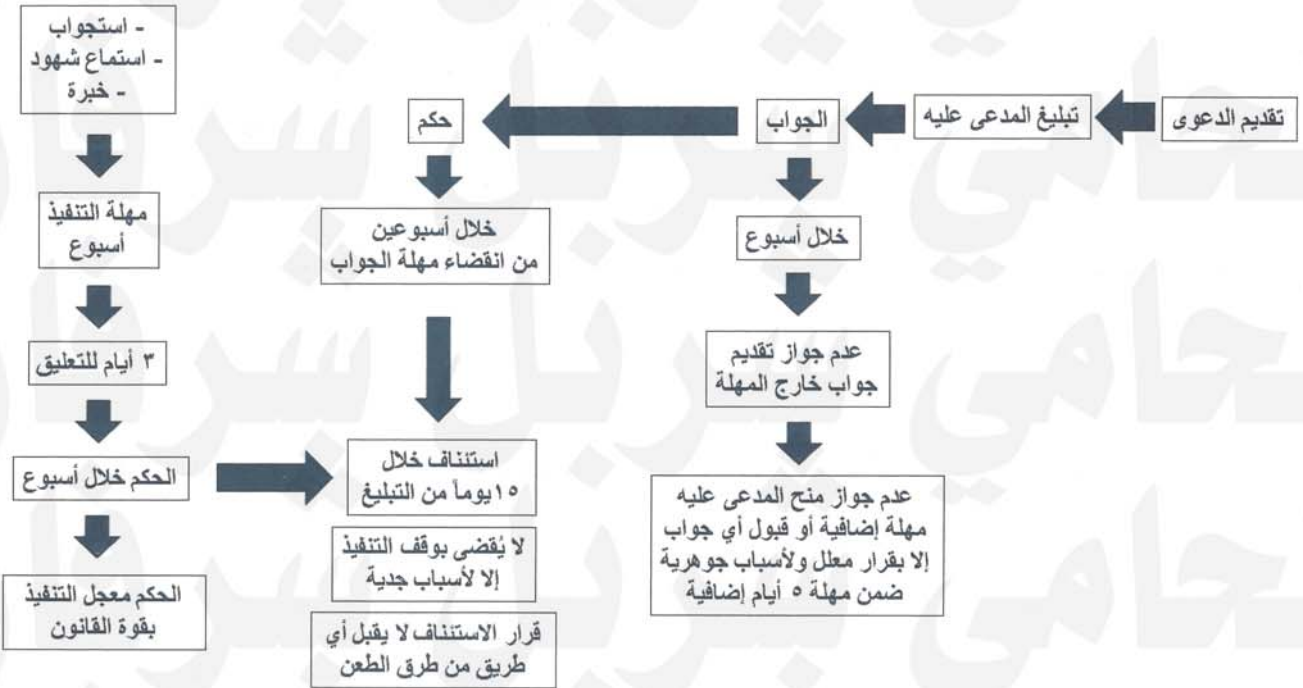 تقديم الدعوى
تبليغ المدعى عليه
الجواب
خلال أسبوع
عدم جواز تقديم
جواب خارج المهلة
عدم جواز منح المدعى عليه
مهلة إضافية أو قبول أي جواب
إلا بقرار معلل ولأسباب جوهرية
ضمن مهلة ٥ أيام إضافية
حكم
خلال أسبوعين
من انقضاء مهلة الجواب
استئناف خلال
١٥ يوماً من التبليغ
لا يُقضى بوقف التنفيذ
إلا لأسباب جدية
قرار الاستئناف لا يقبل أي
طريق من طرق الطعن
- استجواب
- استماع شهود
- خبرة
مهلة التنفيذ
أسبوع
٣ أيام للتعليق
الحكم خلال أسبوع
الحكم معجل التنفيذ
بقوة القانون